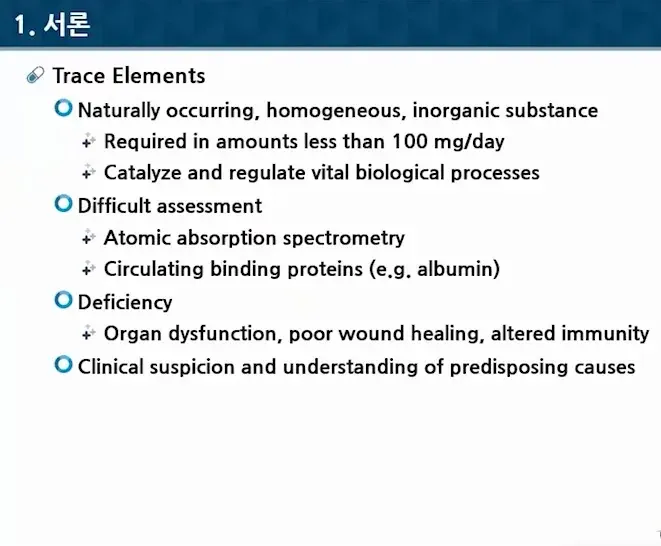 1. 서론
Trace Elements
Naturally occurring, homogeneous, inorganic substance
Required in amounts less than 100 mg/day
Catalyze and regulate vital biological processes
Difficult assessment
Atomic absorption spectrometry
Circulating binding proteins (e.g. albumin)
Deficiency
Organ dysfunction, poor wound healing, altered immunity
Clinical suspicion and understanding of predisposing causes